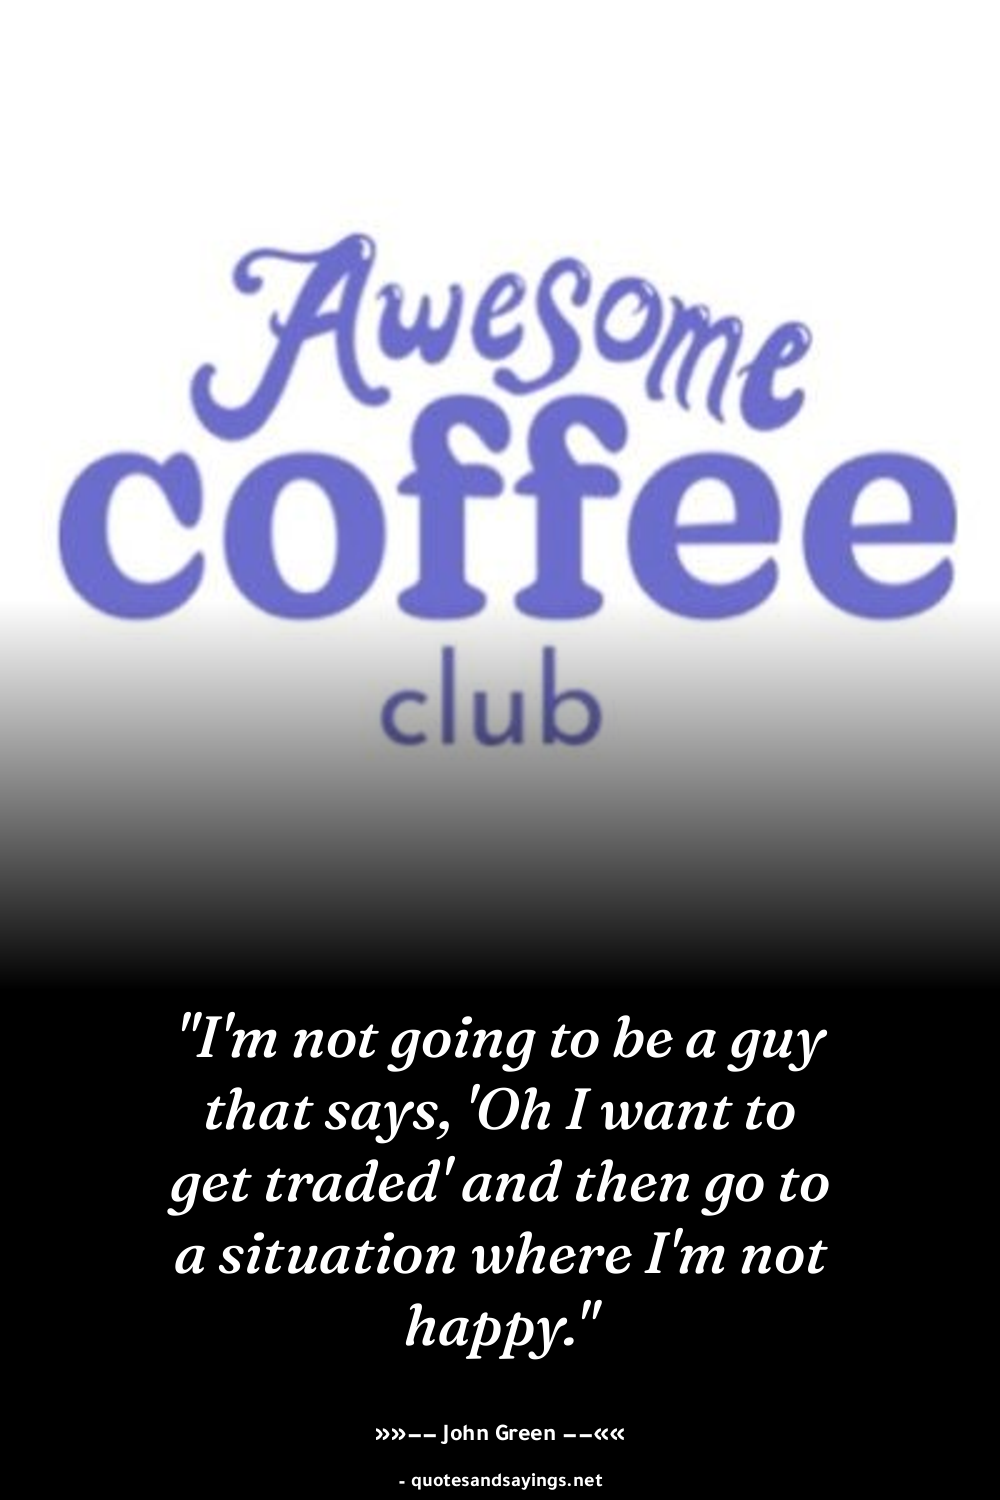 Awesome
coffee
club
"I'm not going to be a guy
that says, 'Oh I want to
get traded' and then go to
a situation where I'm not
happy."
»»−− John Green −−««
- quotesandsayings.net